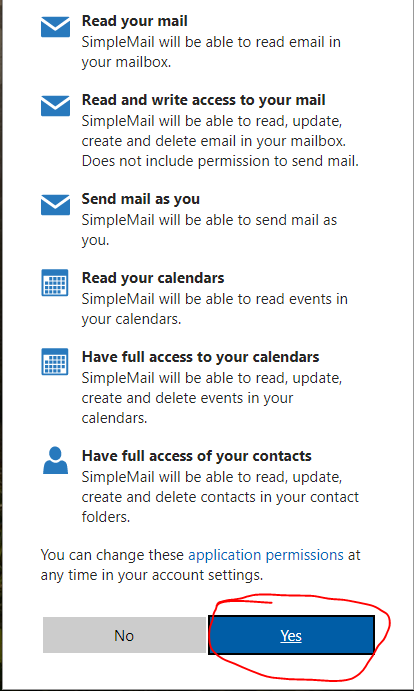 Read your mail
SimpleMail will be able to read email in
your mailbox.
Read and write access to your mail
SimpleMail will be able to read, update,
create and delete email in your mailbox.
Does not include permission to send mail.
Send mail as you
SimpleMail will be able to send mail as
you.
Read your calendars
SimpleMail will be able to read events in
your calendars.
Have full access to your calendars
SimpleMail will be able to read, update,
create and delete events in your
calendars.
Have full access of your contacts
SimpleMail will be able to read, update,
create and delete contacts in your contact
folders.
You can change these application permissions at
any time in your account settings.
No Yes